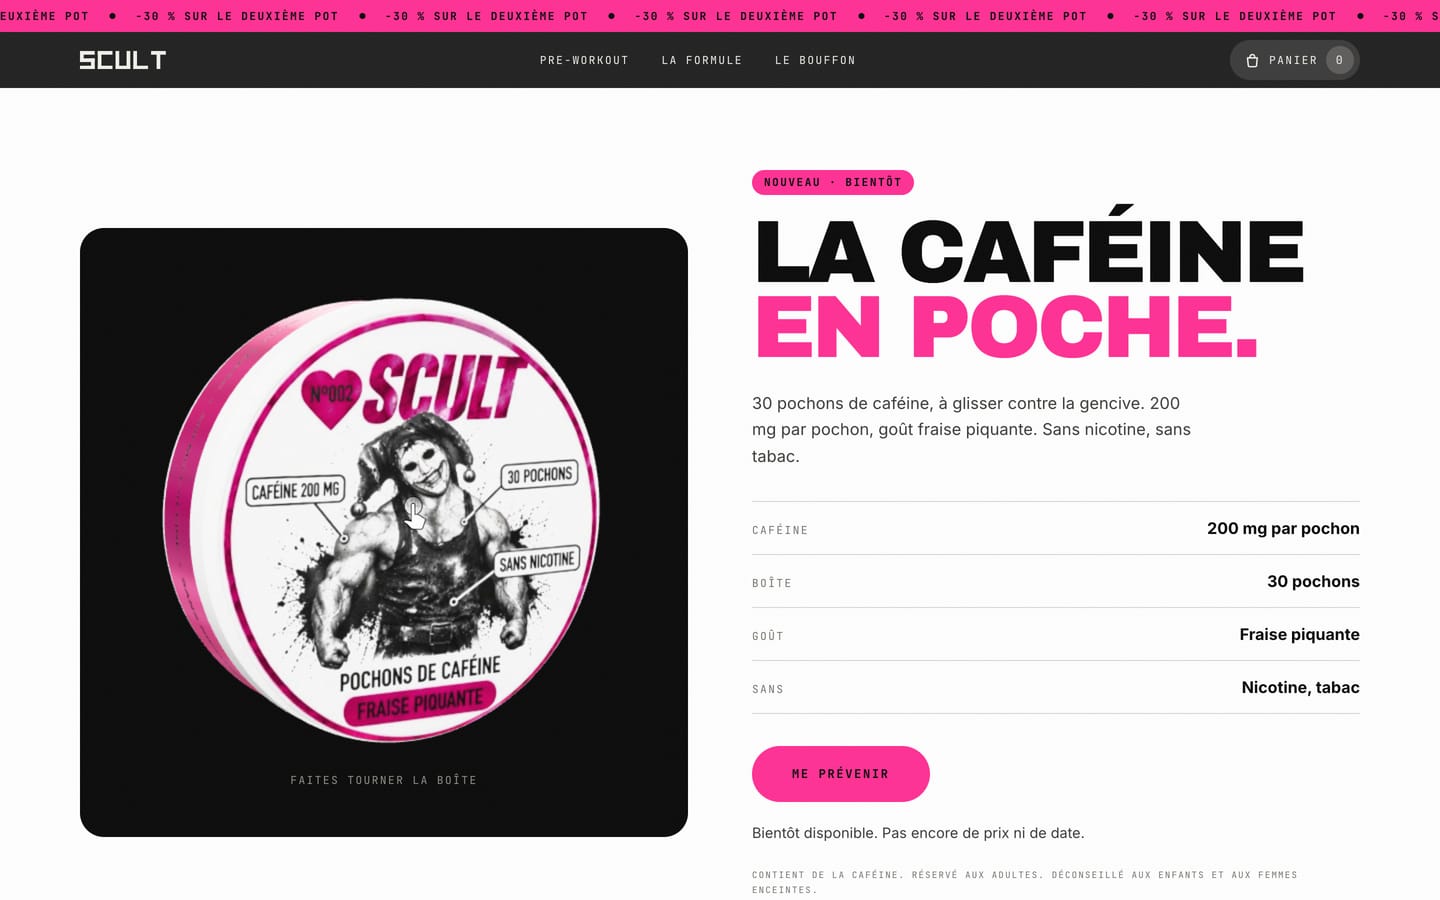 EUXIÈME POT ● -30 % SUR LE DEUXIÈME POT ● -30 % SUR LE DEUXIÈME POT ● -30 % SUR LE DEUXIÈME POT ● -30 % SUR LE DEUXIÈME POT ● -30 % SUR LE DEUXIÈME POT ● -30 % S
SCULT
PRE-WORKOUT LA FORMULE LE BOUFFON
PANIER 0
N°002
SCULT
CAFÉINE 200 MG
30 POCHONS
SANS NICOTINE
POCHONS DE CAFÉINE
FRAISE PIQUANTE
FAITES TOURNER LA BOÎTE
NOUVEAU · BIENTÔT
LA CAFÉINE
EN POCHE.
30 pochons de caféine, à glisser contre la gencive. 200
mg par pochon, goût fraise piquante. Sans nicotine, sans
tabac.
CAFÉINE 200 mg par pochon
BOÎTE 30 pochons
GOÛT Fraise piquante
SANS Nicotine, tabac
ME PRÉVENIR
Bientôt disponible. Pas encore de prix ni de date.
CONTIENT DE LA CAFÉINE. RÉSERVÉ AUX ADULTES. DÉCONSEILLÉ AUX ENFANTS ET AUX FEMMES
ENCEINTES.